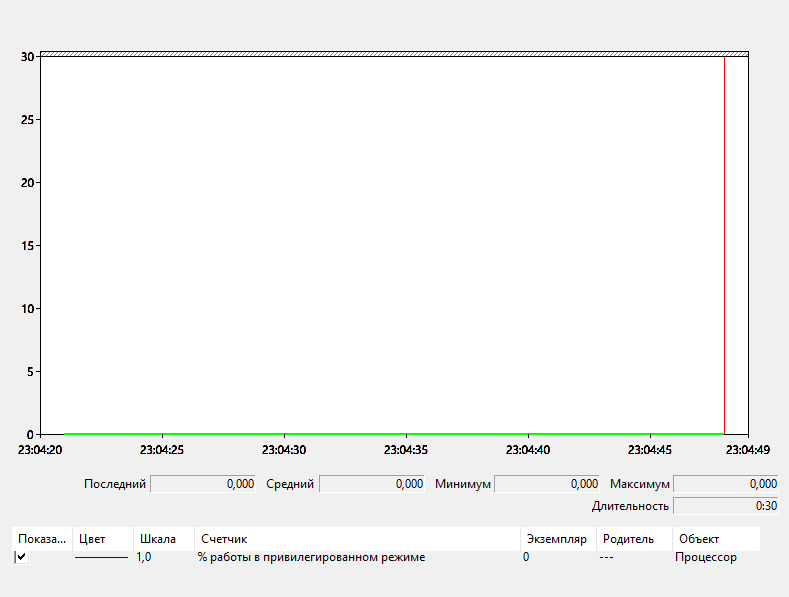 30
25
20
15
10
5
0
23:04:20 23:04:25 23:04:30 23:04:35 23:04:40 23:04:45 23:04:49
Последний 0,000 Средний 0,000 Минимум 0,000 Максимум 0,000
Длительность 0:30
Показа... Цвет Шкала Счетчик Экземпляр Родитель Объект
1,0 % работы в привилегированном режиме 0 --- Процессор